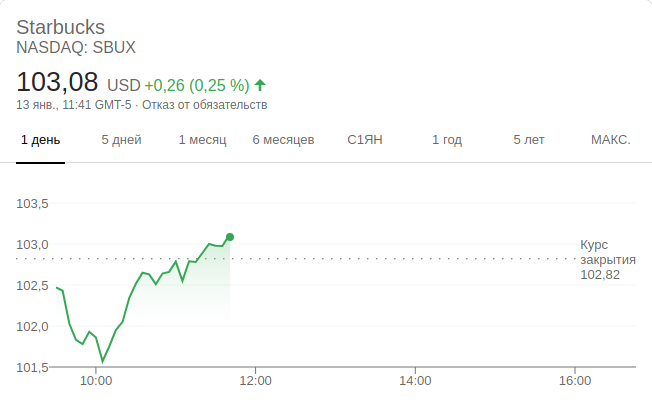 Starbucks
NASDAQ: SBUX
103,08 USD +0,26 (0,25 %)
13 янв., 11:41 GMT-5 · Отказ от обязательств
1 день 5 дней 1 месяц 6 месяцев С1ЯН 1 год 5 лет МАКС.
103,5
103,0
102,5
102,0
101,5
Курс
закрытия
102,82
10:00 12:00 14:00 16:00